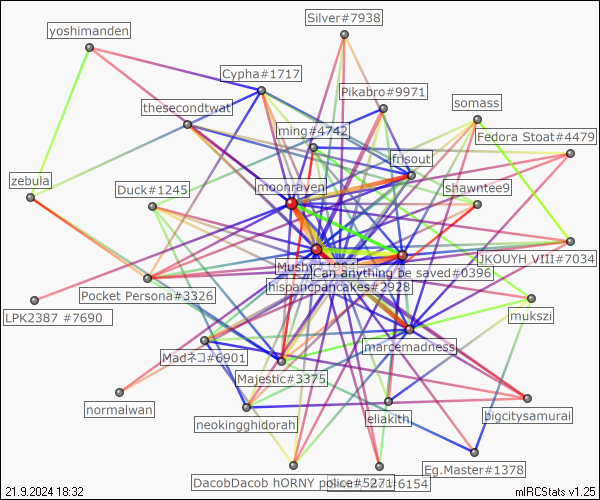 Silver#7938
yoshimanden
Cypha#1717
Pikabro#9971
somass
thesecondtwat
ming#4742
Fedora Stoat#4479
frisout
zebula
Duck#1245
moonraven
shawntee9
JKOUYH VIII#7034
Can anything be saved#0396
hispancpancakes#2928
Pocket Persona#3326
LPK2387 #7690
mukszi
marcemadness
Madネコ#6901
Majestic#3375
normalwan
neokingghidorah
eliakith
bigcitysamurai
Eg.Master#1378
DacobDacob hORNY police#5271
#6154
21.9.2024 18:32
mIRCStats v1.25